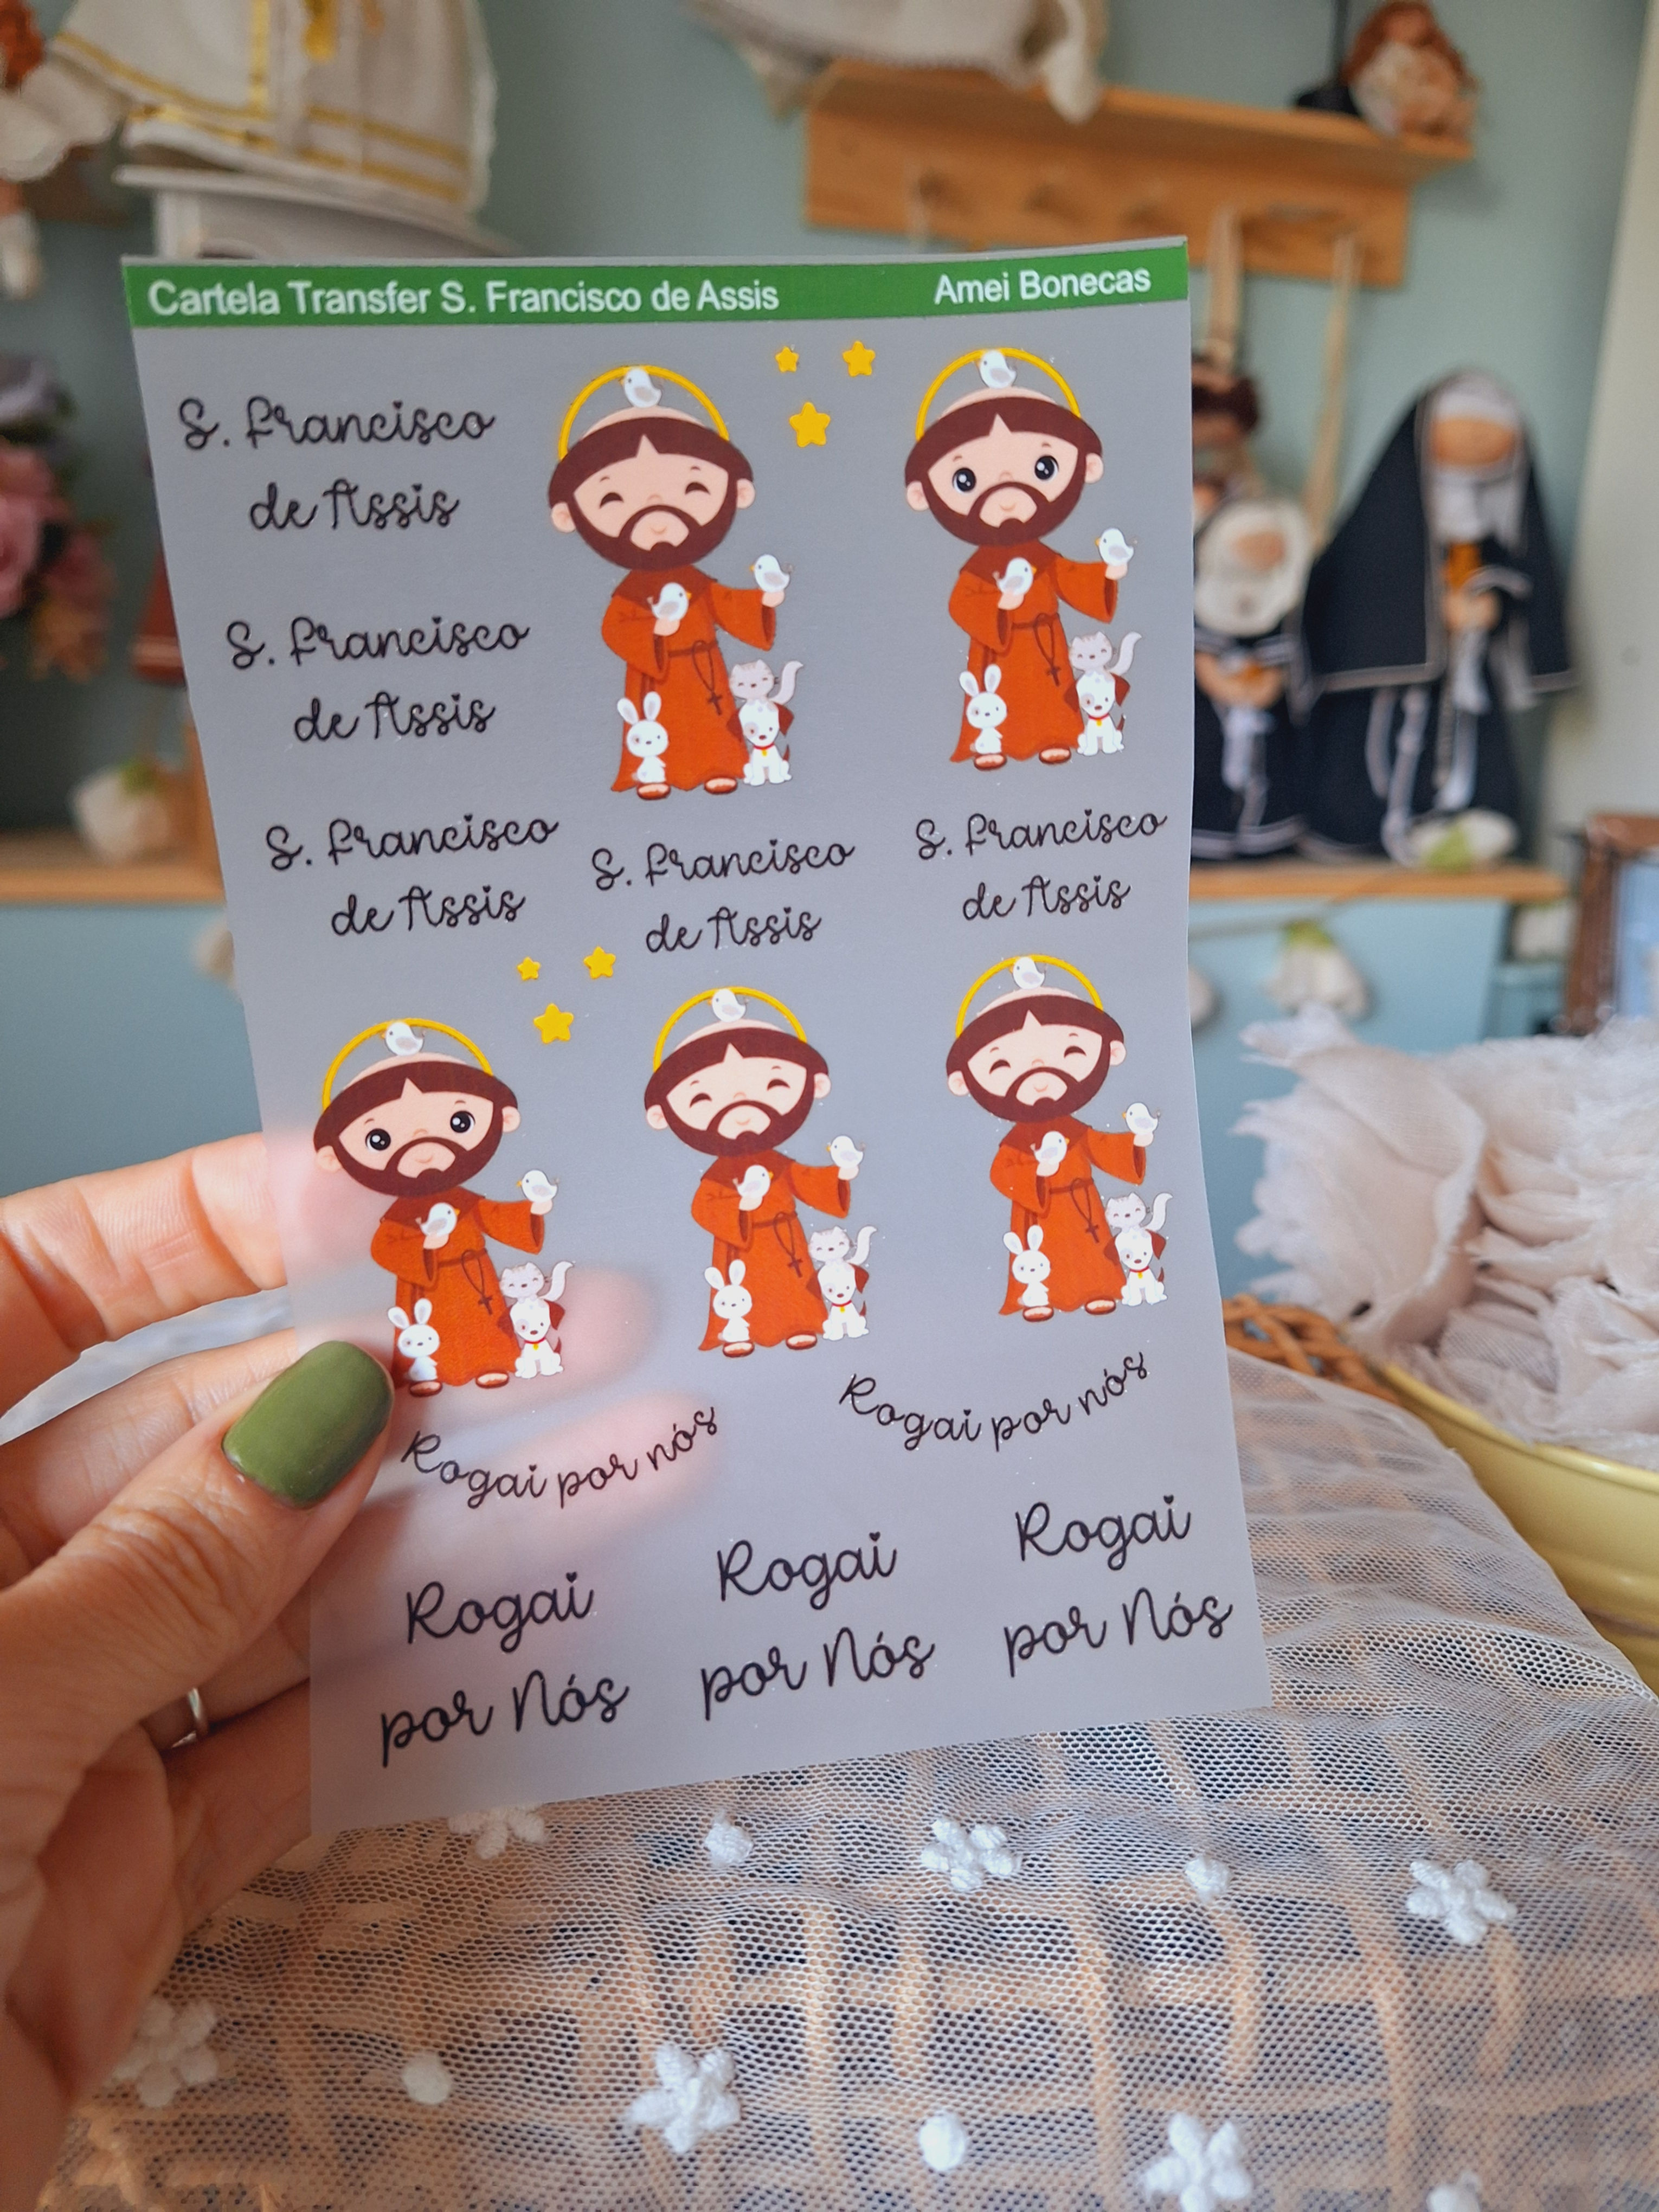 Cartela Transfer S. Francisco de Assis
Amei Bonecas
S. Francisco
de Assis
S. Francisco
de Assis
S. Francisco
de Assis
S. Francisco
de Assis
S. Francisco
de Assis
Rogai por nós
Rogai por nós
Rogai
por Nós
Rogai
por Nós
Rogai
por Nós